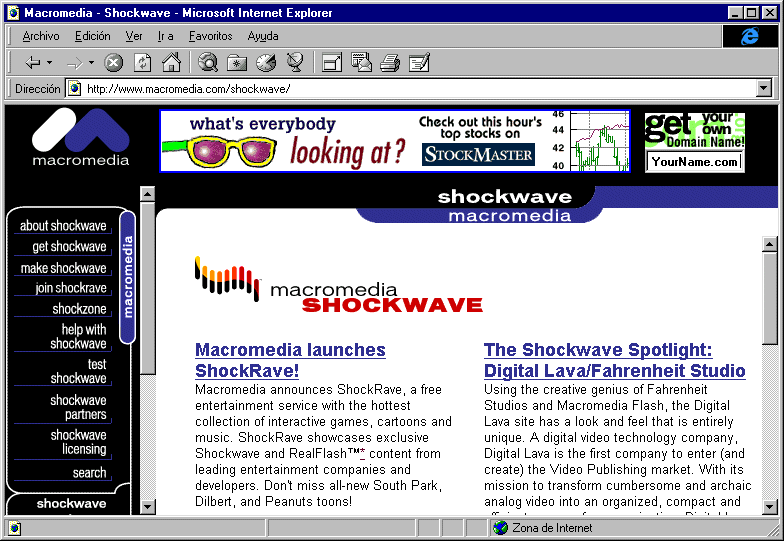 Macromedia - Shockwave - Microsoft Internet Explorer
Archivo Edición Ver Ir a Favoritos Ayuda
Dirección http://www.macromedia.com/shockwave/
macromedia
what's everybody
looking at?
Check out this hour's
top stocks on
STOCKMASTER
46
44
42
40
get your
own
Domain Name!
YourName.com
shockwave
macromedia
about shockwave
get shockwave
make shockwave
join shockrave
shockzone
help with
shockwave
test
shockwave
shockwave
partners
shockwave
licensing
search
shockwave
macromedia
macromedia
SHOCKWAVE
Macromedia launches
ShockRave!
Macromedia announces ShockRave, a free
entertainment service with the hottest
collection of interactive games, cartoons and
music. ShockRave showcases exclusive
Shockwave and RealFlash™* content from
leading entertainment companies and
developers. Don't miss all-new South Park,
Dilbert, and Peanuts toons!
The Shockwave Spotlight:
Digital Lava/Fahrenheit Studio
Using the creative genius of Fahrenheit
Studios and Macromedia Flash, the Digital
Lava site has a look and feel that is entirely
unique. A digital video technology company,
Digital Lava is the first company to enter (and
create) the Video Publishing market. With its
mission to transform cumbersome and archaic
analog video into an organized, compact and
Zona de Internet